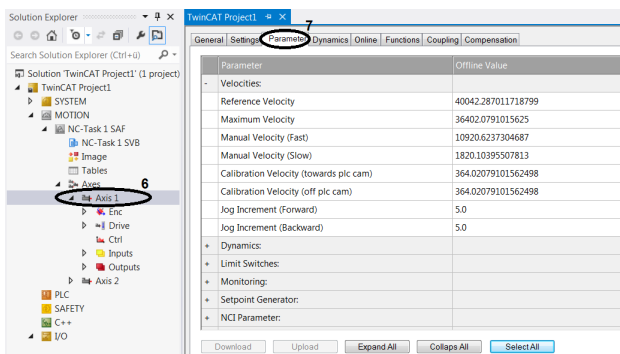 Solution Explorer
Search Solution Explorer (Ctrl+ü)
Solution 'TwinCAT Project1' (1 project)
TwinCAT Project1
SYSTEM
MOTION
NC-Task 1 SAF
NC-Task 1 SVB
Image
Tables
Axes
6
Axis 1
Enc
Drive
Ctrl
Inputs
Outputs
Axis 2
PLC
SAFETY
C++
I/O
TwinCAT Project1
7
General Settings Parameter Dynamics Online Functions Coupling Compensation
Parameter Offline Value
- Velocities:
Reference Velocity 40042.287011718799
Maximum Velocity 36402.0791015625
Manual Velocity (Fast) 10920.6237304687
Manual Velocity (Slow) 1820.10395507813
Calibration Velocity (towards plc cam) 364.02079101562498
Calibration Velocity (off plc cam) 364.02079101562498
Jog Increment (Forward) 5.0
Jog Increment (Backward) 5.0
+ Dynamics:
+ Limit Switches:
+ Monitoring:
+ Setpoint Generator:
+ NCI Parameter:
Download Upload Expand All Collaps All Select All